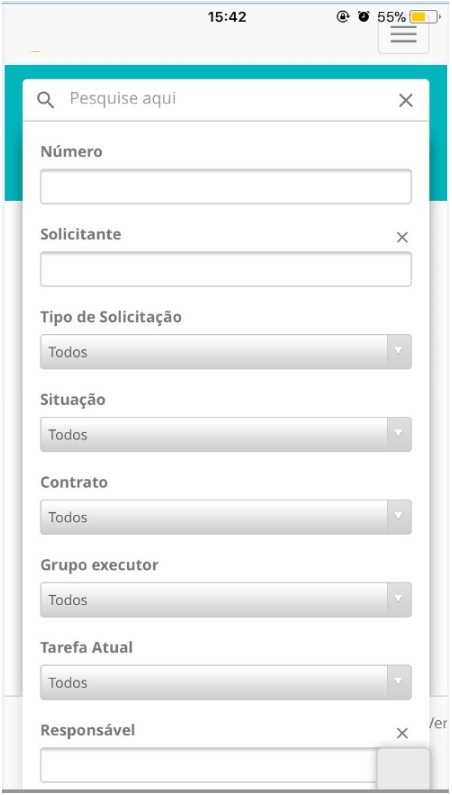 15:42
55%
Pesquise aqui
Número
Solicitante
Tipo de Solicitação
Todos
Situação
Todos
Contrato
Todos
Grupo executor
Todos
Tarefa Atual
Todos
Responsável